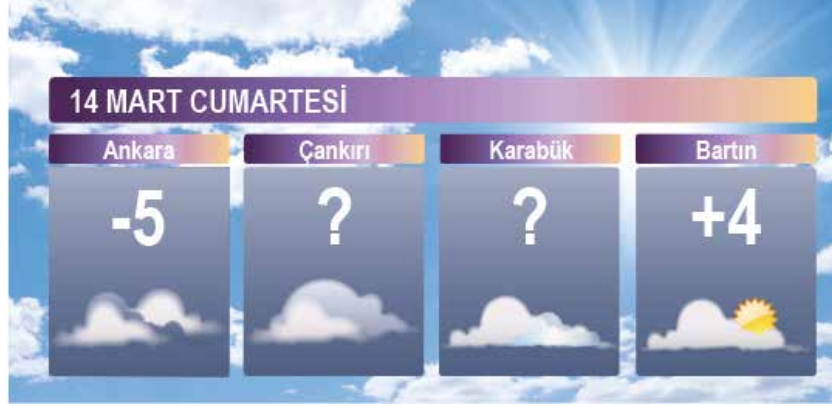 14 MART CUMARTESİ
Ankara
Çankırı
Karabük
Bartın
-5
?
?
+4